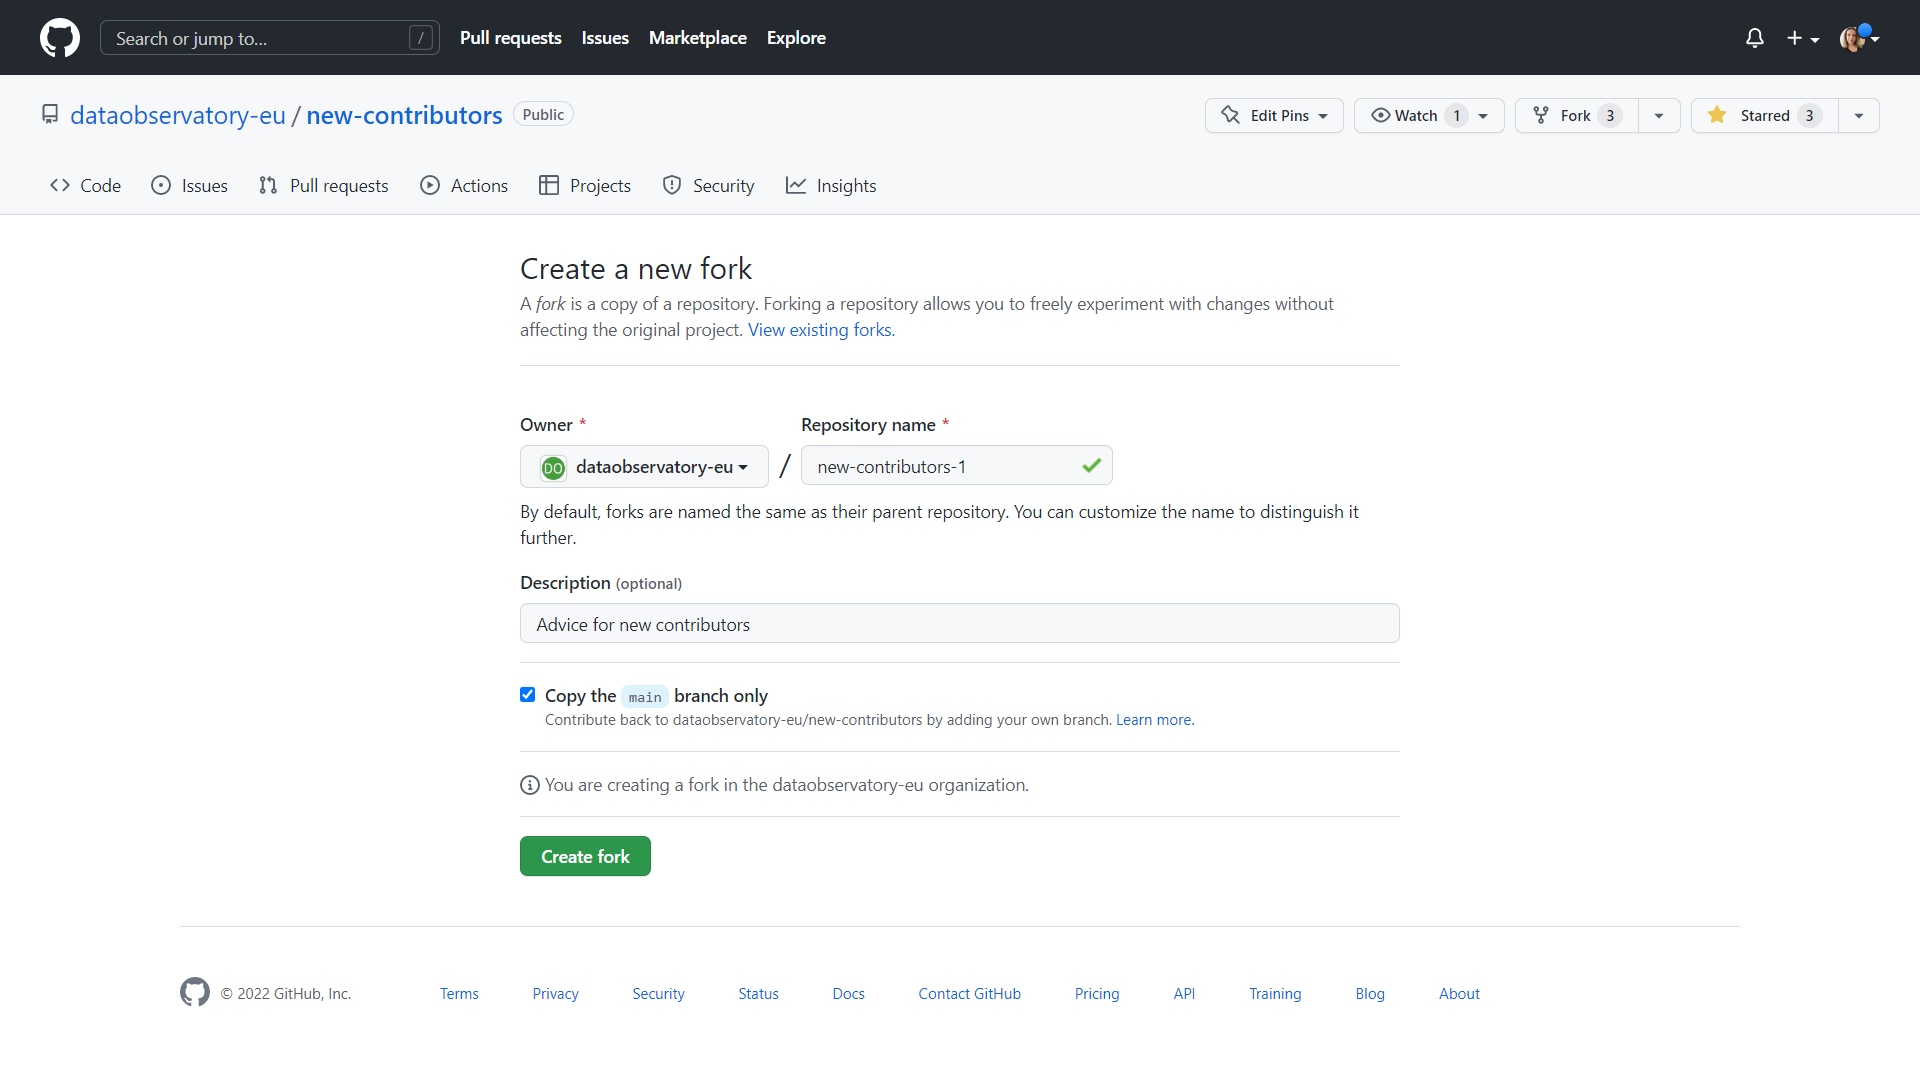 Search or jump to... /
Pull requests Issues Marketplace Explore
dataobservatory-eu / new-contributors Public
Edit Pins Watch 1 Fork 3 Starred 3
Code Issues Pull requests Actions Projects Security Insights
Create a new fork
A fork is a copy of a repository. Forking a repository allows you to freely experiment with changes without
affecting the original project. View existing forks.
Owner * Repository name *
DO dataobservatory-eu / new-contributors-1
By default, forks are named the same as their parent repository. You can customize the name to distinguish it
further.
Description (optional)
Advice for new contributors
Copy the main branch only
Contribute back to dataobservatory-eu/new-contributors by adding your own branch. Learn more.
You are creating a fork in the dataobservatory-eu organization.
Create fork
© 2022 GitHub, Inc. Terms Privacy Security Status Docs Contact GitHub Pricing API Training Blog About